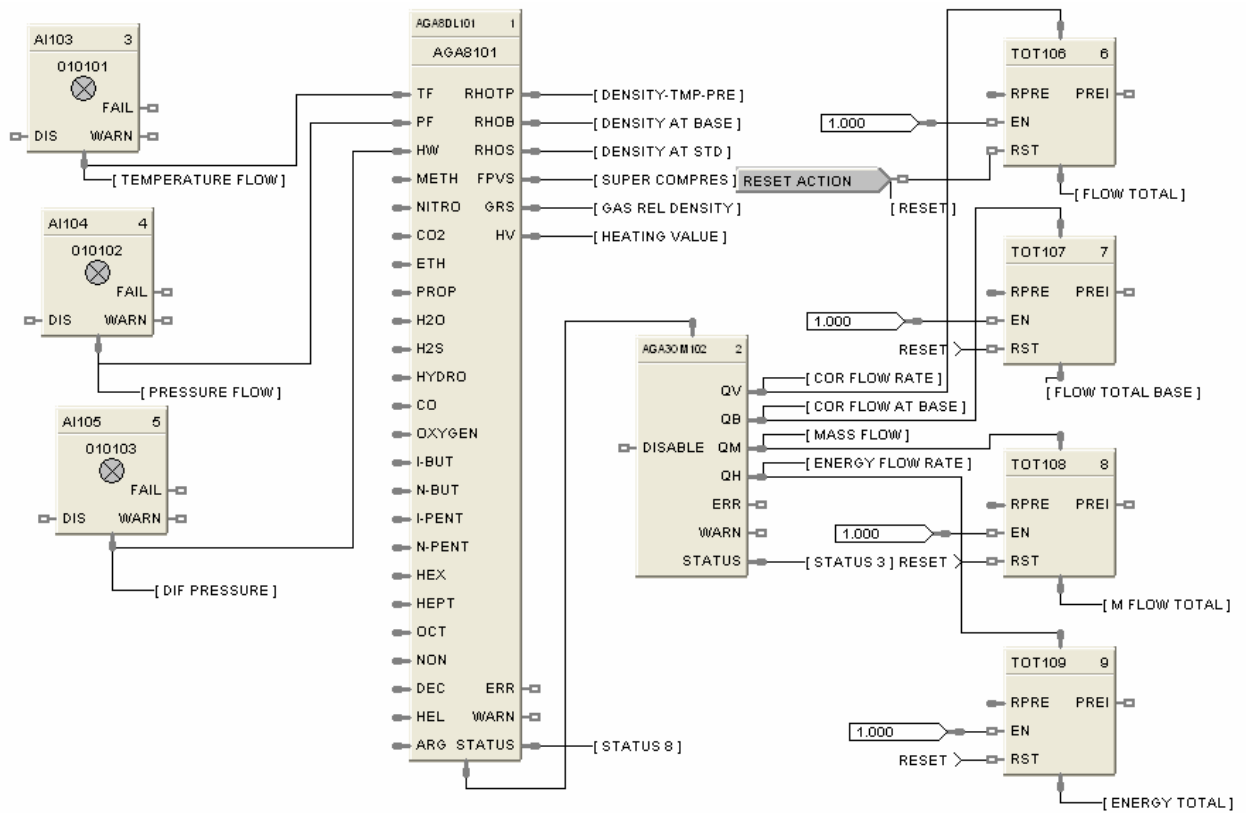 AI103 3
010101
FAIL
DIS WARN
[ TEMPERATURE FLOW ]
AI104 4
010102
FAIL
DIS WARN
[ PRESSURE FLOW ]
AI105 5
010103
FAIL
DIS WARN
[ DIF PRESSURE ]
AGA8DL101 1
AGA8101
TF RHOTP [ DENSITY-TMP-PRE ]
PF RHOB [ DENSITY AT BASE ]
HW RHOS [ DENSITY AT STD ]
METH FPVS [ SUPER COMPRES ]
NITRO GRS [ GAS REL DENSITY ]
CO2 HV [ HEATING VALUE ]
ETH
PROP
H2O
H2S
HYDRO
CO
OXYGEN
I-BUT
N-BUT
I-PENT
N-PENT
HEX
HEPT
OCT
NON
DEC ERR
HEL WARN
ARG STATUS [ STATUS 8 ]
AGA3OM102 2
QV [ COR FLOW RATE ]
QB [ COR FLOW AT BASE ]
DISABLE QM [ MASS FLOW ]
QH [ ENERGY FLOW RATE ]
ERR
WARN
STATUS [ STATUS 3 ]
RESET ACTION
[ RESET ]
TOT106 6
RPRE PREI
1.000 EN
RST
[ FLOW TOTAL ]
TOT107 7
RPRE PREI
1.000 EN
RESET RST
[ FLOW TOTAL BASE ]
TOT108 8
RPRE PREI
1.000 EN
RESET RST
[ M FLOW TOTAL ]
TOT109 9
RPRE PREI
1.000 EN
RESET RST
[ ENERGY TOTAL ]